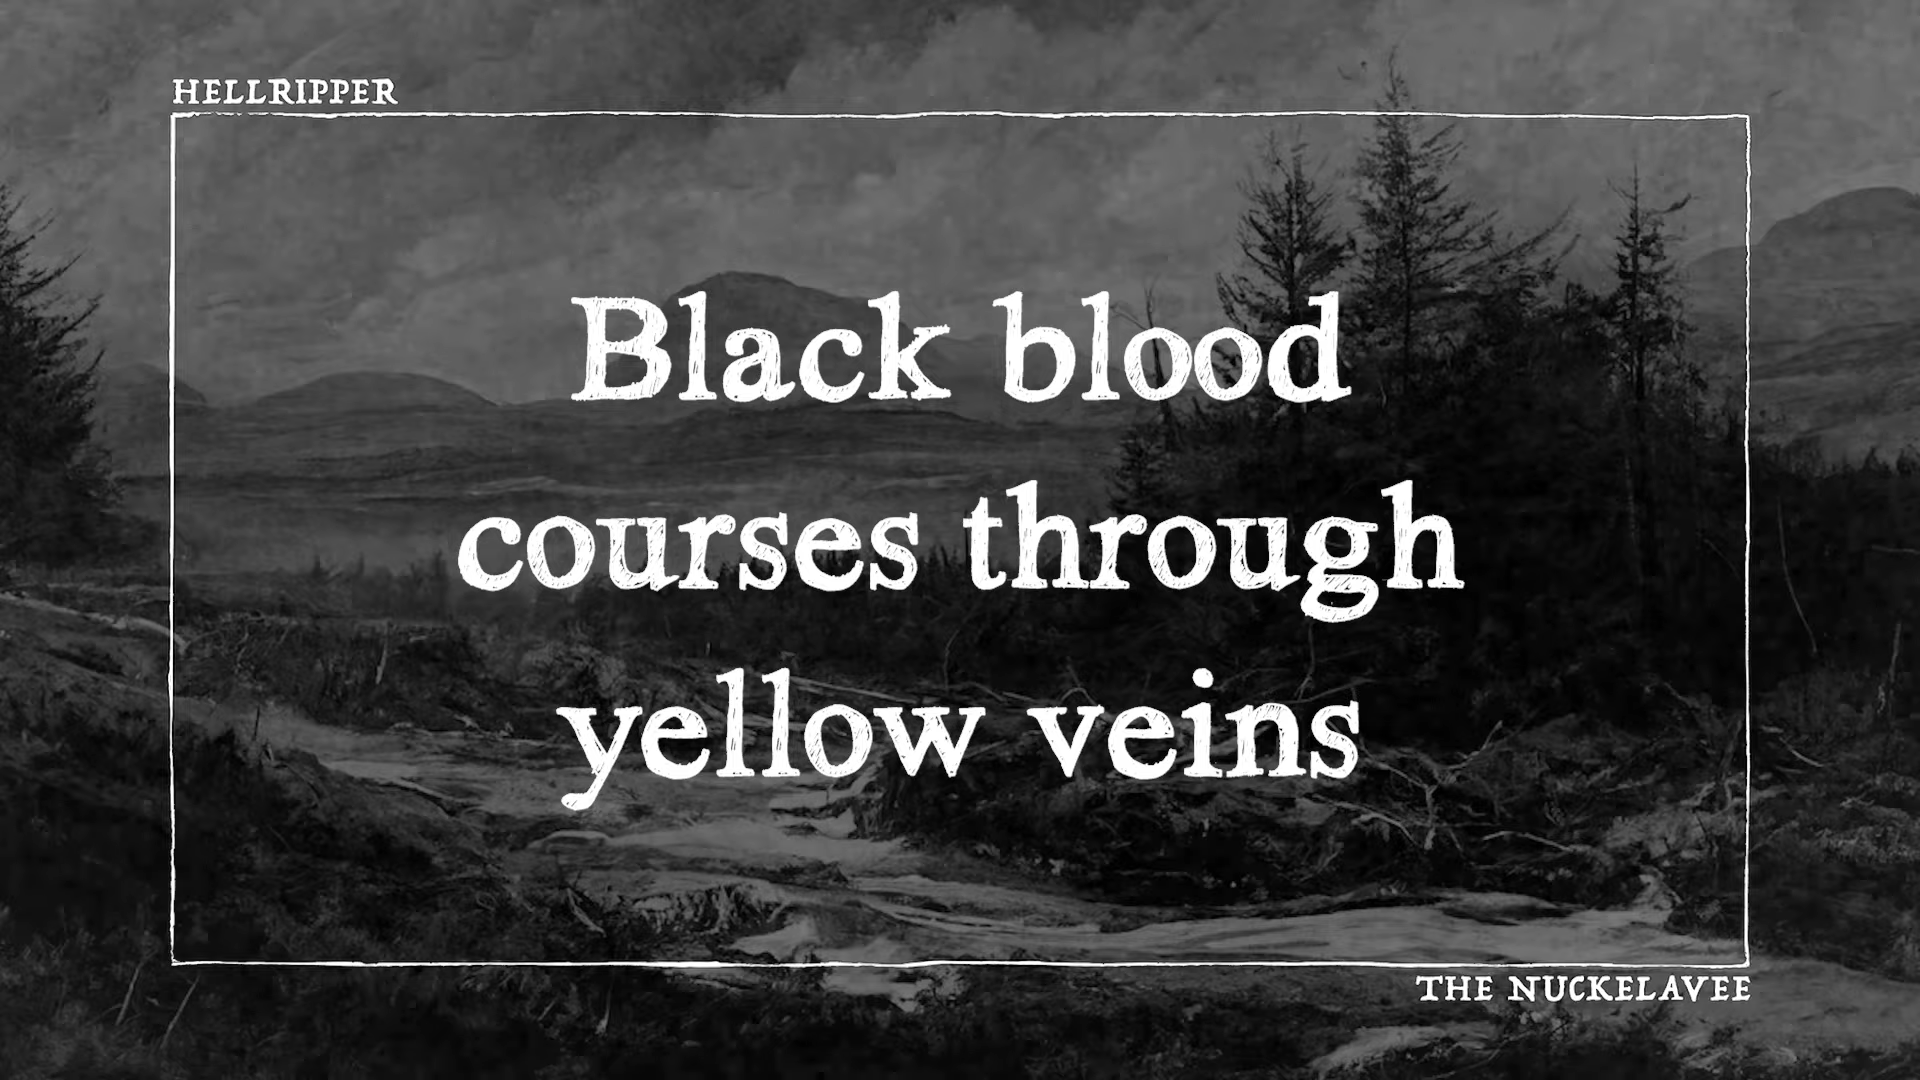 HELLRIPPER
Black blood
courses through
yellow veins
THE NUCKELAVEE